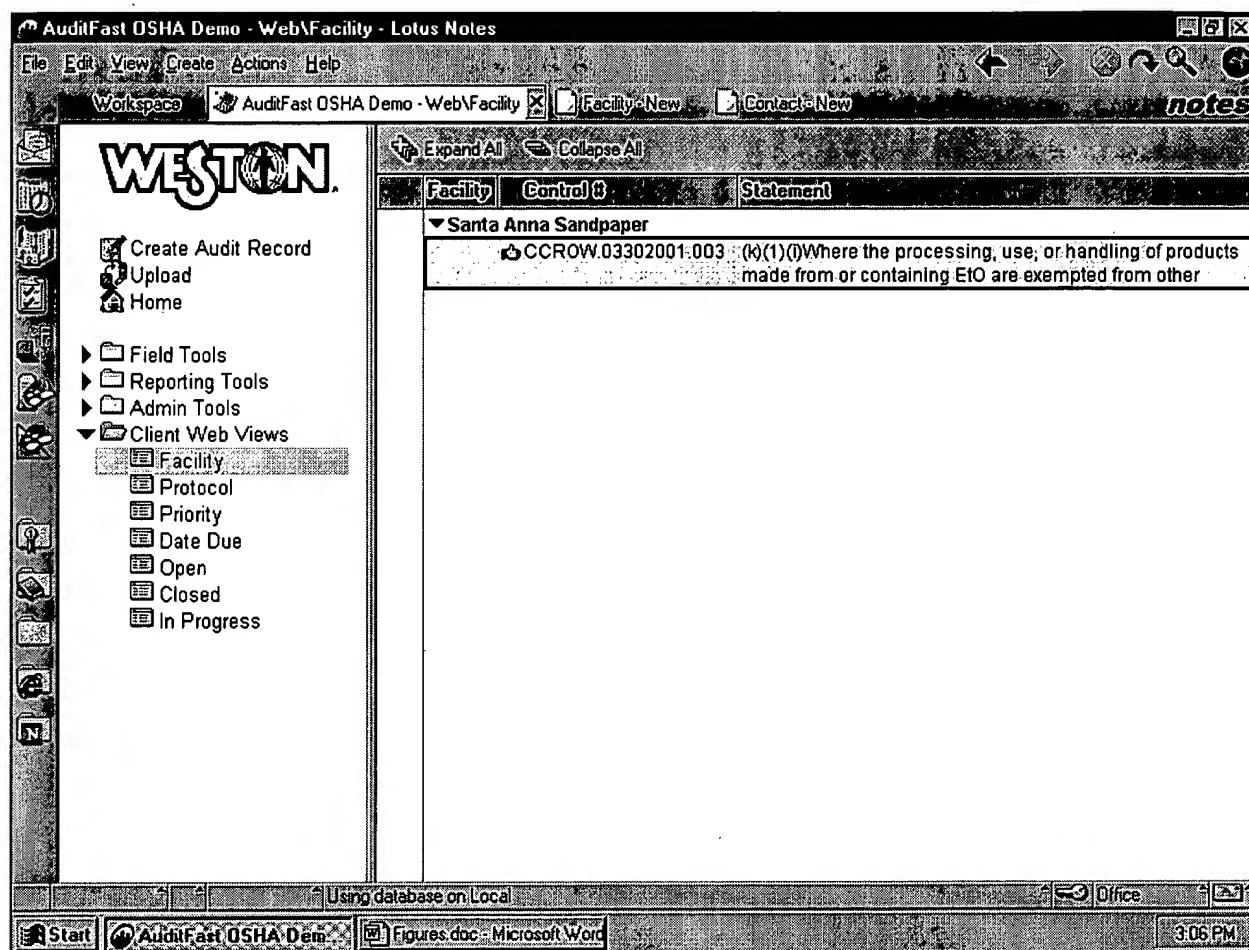 AuditFast OSHA Demo - Web\Facility - Lotus Notes
File Edit View Create Actions Help
Workspace AuditFast OSHA Demo - Web\Facility Facility - New Contact - New notes
WESTON.
Create Audit Record
Upload
Home
Field Tools
Reporting Tools
Admin Tools
Client Web Views
Facility
Protocol
Priority
Date Due
Open
Closed
In Progress
Expand All Collapse All
Facility Control # Statement
Santa Anna Sandpaper
CCROW.03302001.003 (k)(1)(i)Where the processing, use, or handling of products
made from or containing EtO are exempted from other
Using database on Local Office
Start AuditFast OSHA Dem... Figures.doc - Microsoft Word 3:06 PM